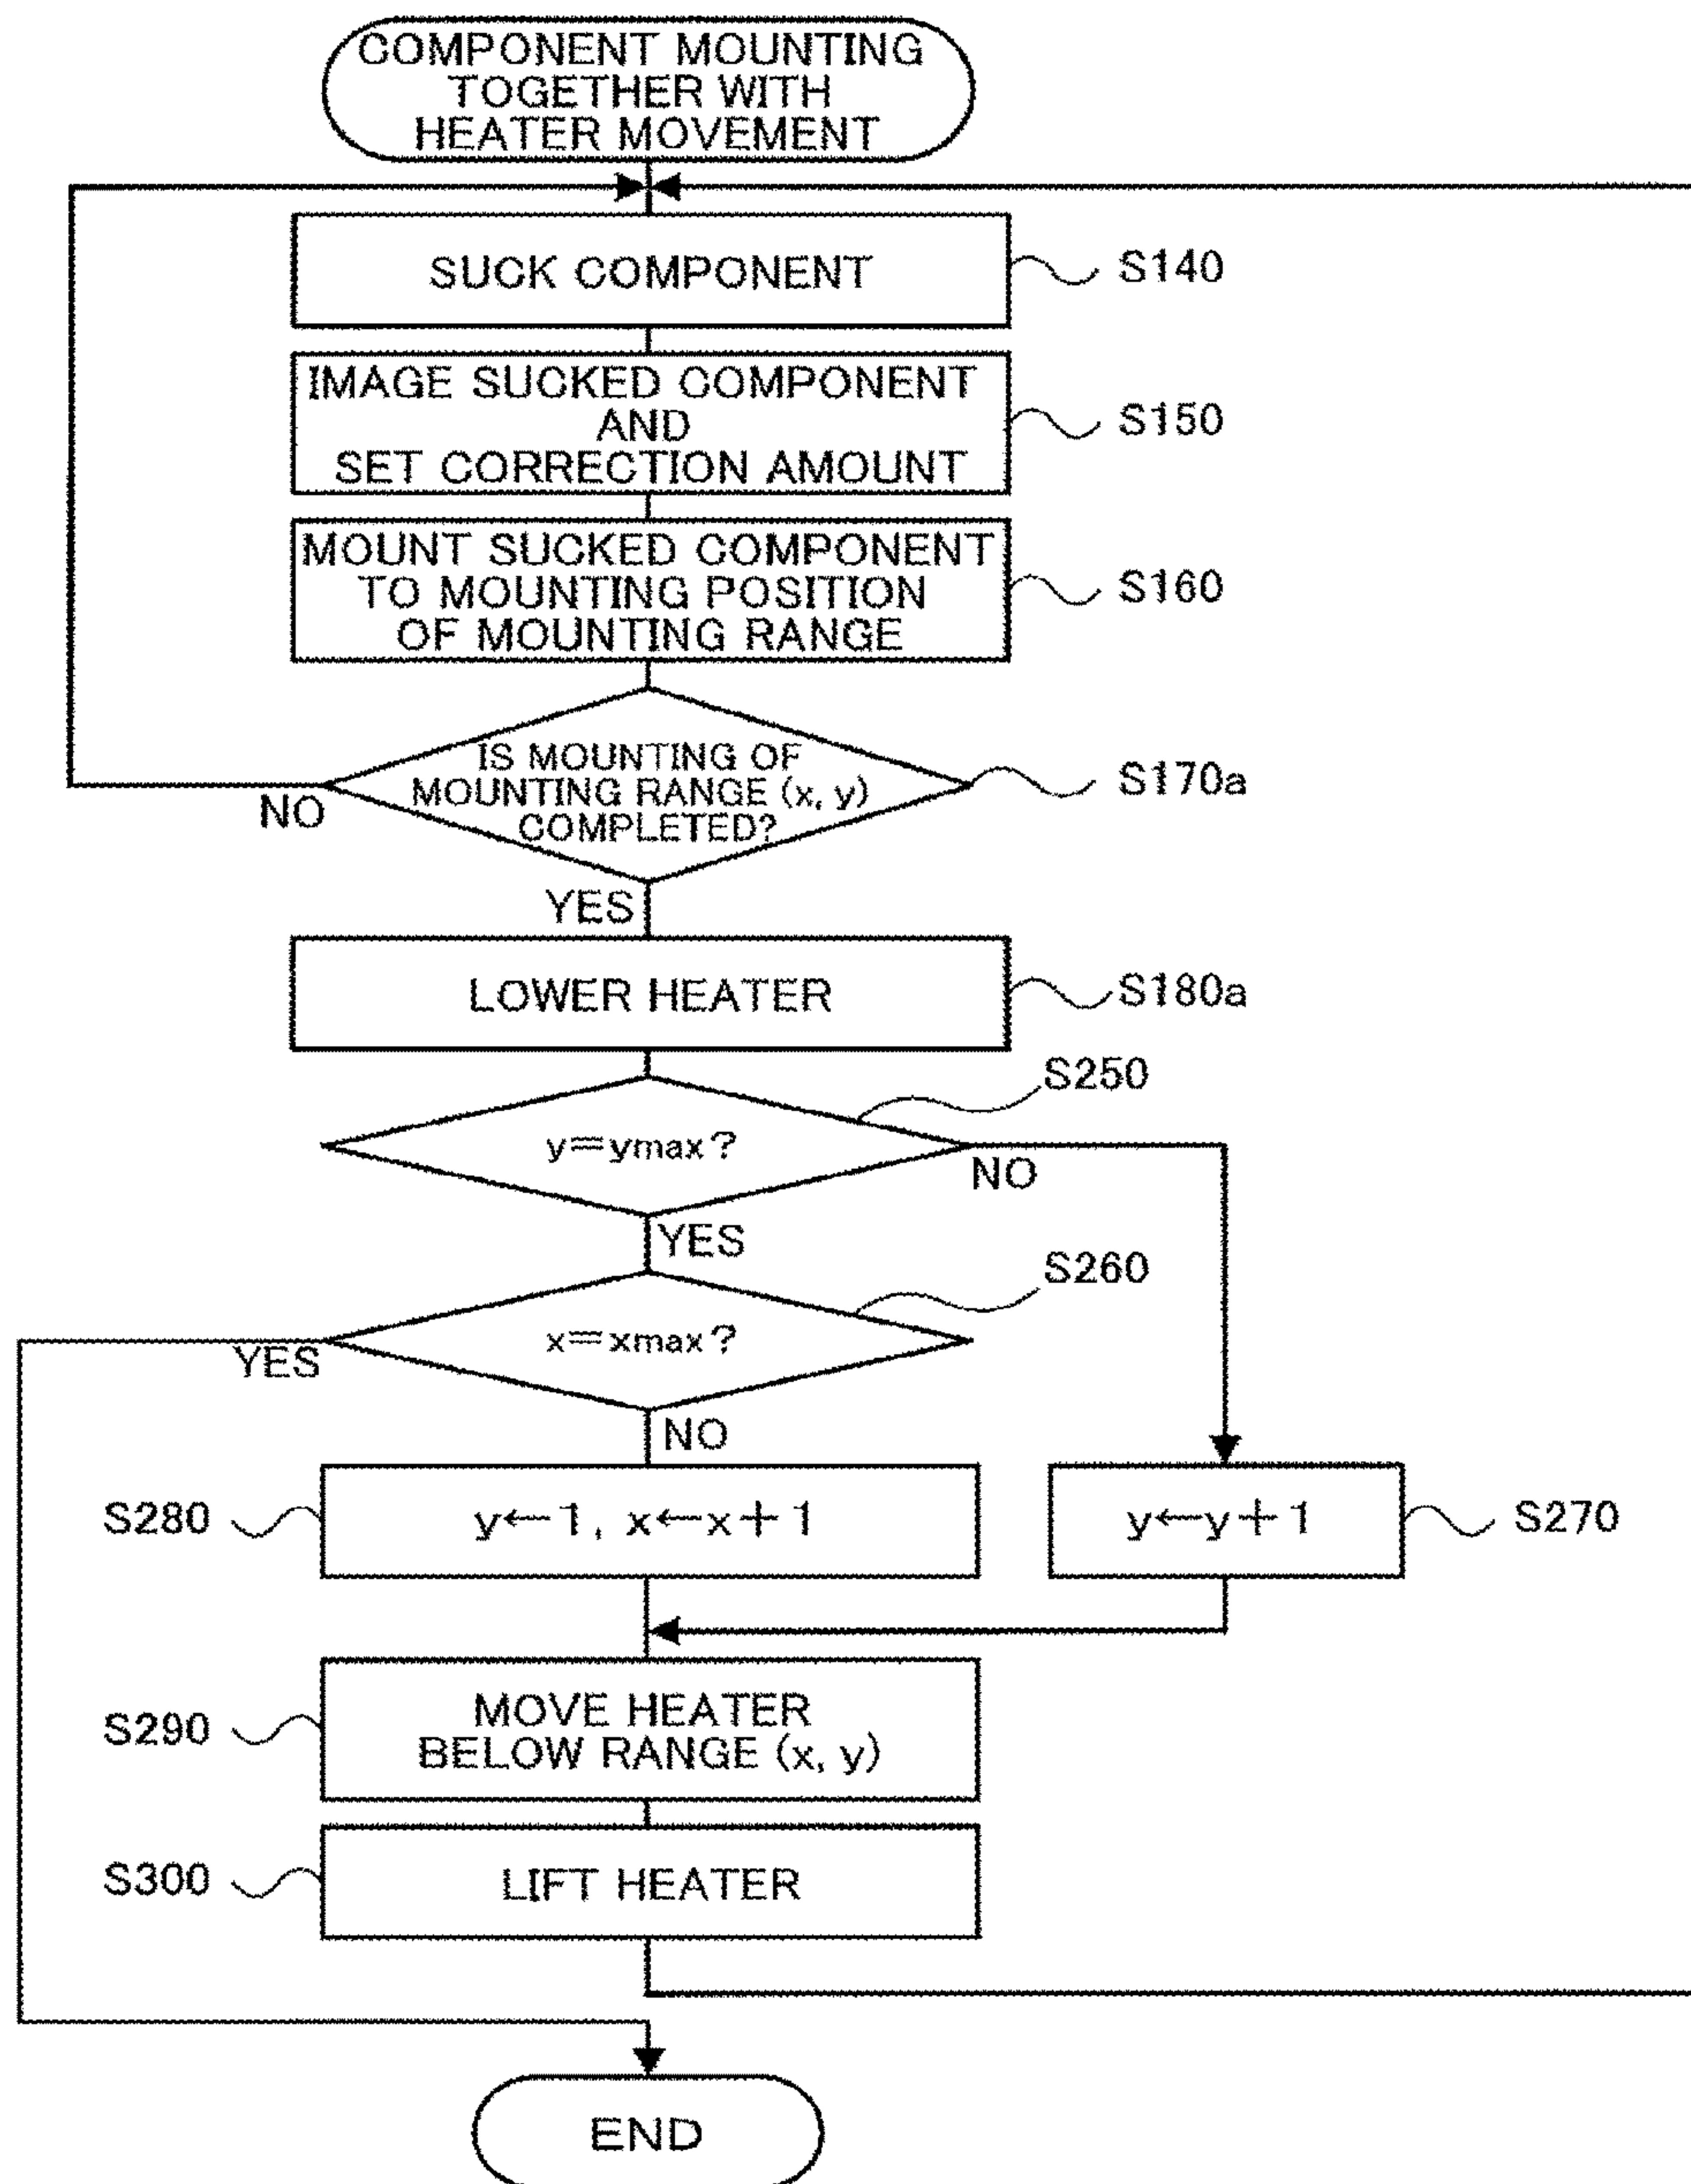 COMPONENT MOUNTING
TOGETHER WITH
HEATER MOVEMENT
SUCK COMPONENT
S140
IMAGE SUCKED COMPONENT
AND
SET CORRECTION AMOUNT
S150
MOUNT SUCKED COMPONENT
TO MOUNTING POSITION
OF MOUNTING RANGE
S160
IS MOUNTING OF
MOUNTING RANGE (x, y)
COMPLETED?
S170a
NO
YES
LOWER HEATER
S180a
S250
y=ymax?
NO
YES
S260
x=xmax?
YES
NO
S280
y←1, x←x+1
y←y+1
S270
S290
MOVE HEATER
BELOW RANGE (x, y)
S300
LIFT HEATER
END